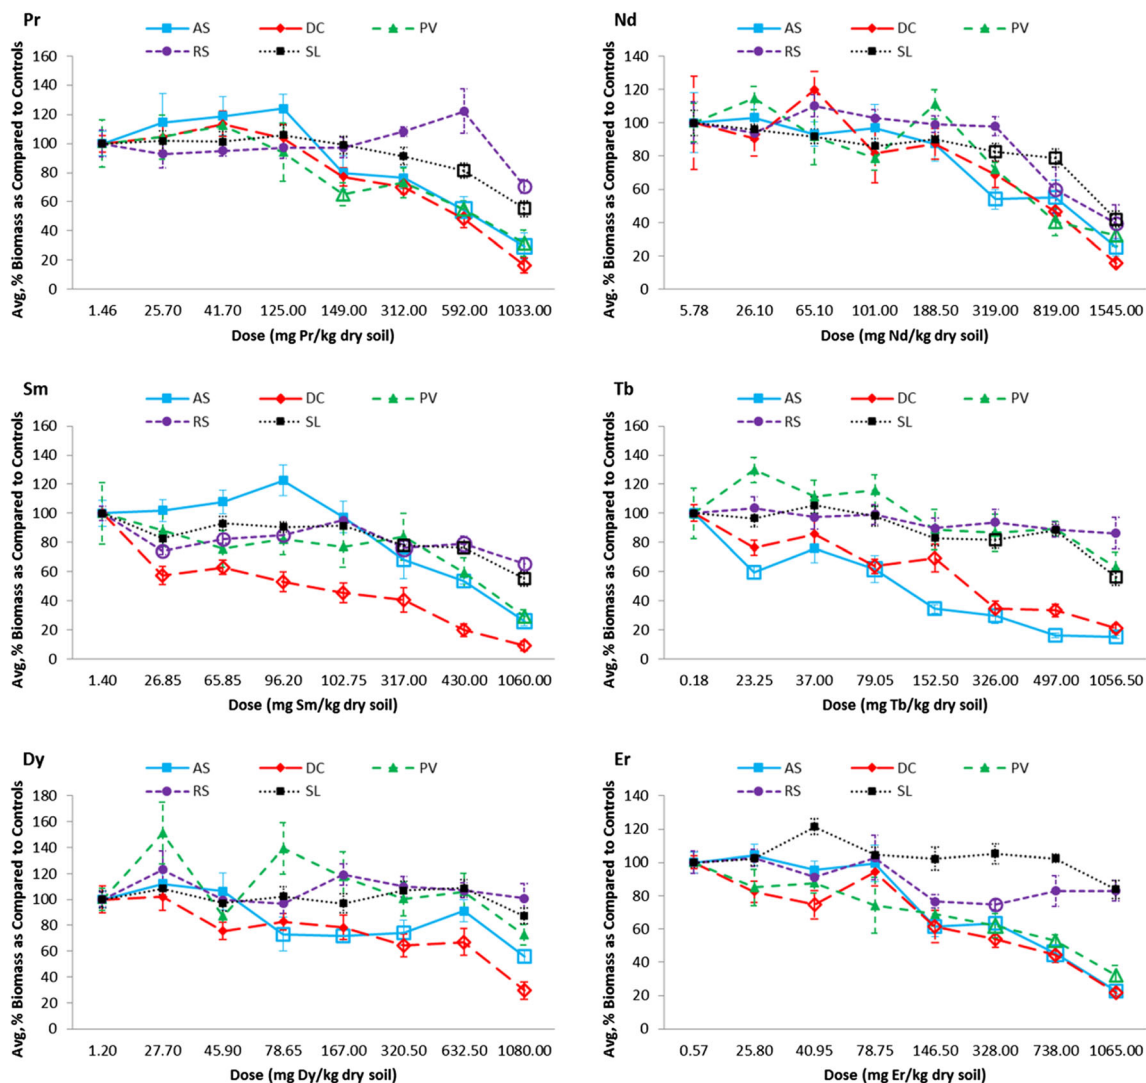 Pr
AS DC PV
RS SL
Avg, % Biomass as Compared to Controls
160
140
120
100
80
60
40
20
0
1.46 25.70 41.70 125.00 149.00 312.00 592.00 1033.00
Dose (mg Pr/kg dry soil)
Nd
AS DC PV
RS SL
Avg. % Biomass as Compared to Controls
140
120
100
80
60
40
20
0
5.78 26.10 65.10 101.00 188.50 319.00 819.00 1545.00
Dose (mg Nd/kg dry soil)
Sm
AS DC PV
RS SL
Avg, % Biomass as Compared to Controls
160
140
120
100
80
60
40
20
0
1.40 26.85 65.85 96.20 102.75 317.00 430.00 1060.00
Dose (mg Sm/kg dry soil)
Tb
AS DC PV
RS SL
Avg, % Biomass as Compared to Controls
160
140
120
100
80
60
40
20
0
0.18 23.25 37.00 79.05 152.50 326.00 497.00 1056.50
Dose (mg Tb/kg dry soil)
Dy
AS DC PV
RS SL
Avg, % Biomass as Compared to Controls
180
160
140
120
100
80
60
40
20
0
1.20 27.70 45.90 78.65 167.00 320.50 632.50 1080.00
Dose (mg Dy/kg dry soil)
Er
AS DC PV
RS SL
Avg, % Biomass as Compared to Controls
140
120
100
80
60
40
20
0
0.57 25.80 40.95 78.75 146.50 328.00 738.00 1065.00
Dose (mg Er/kg dry soil)